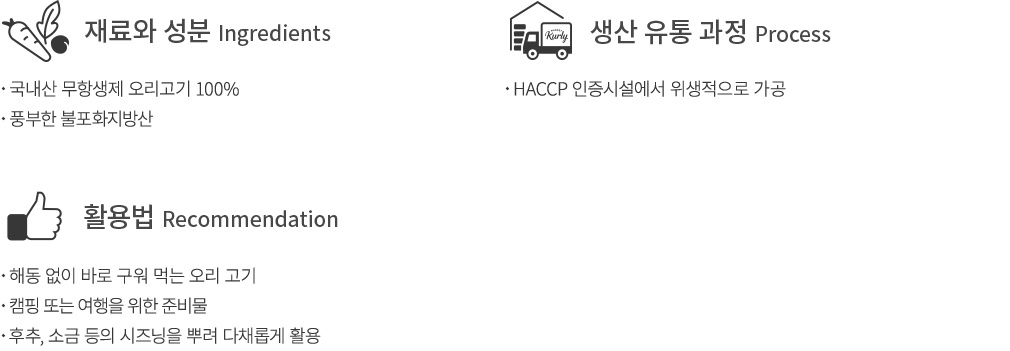 재료와 성분 Ingredients
· 국내산 무항생제 오리고기 100%
· 풍부한 불포화지방산
Kurly
생산 유통 과정 Process
· HACCP 인증시설에서 위생적으로 가공
활용법 Recommendation
· 해동 없이 바로 구워 먹는 오리 고기
· 캠핑 또는 여행을 위한 준비물
· 후추, 소금 등의 시즈닝을 뿌려 다채롭게 활용